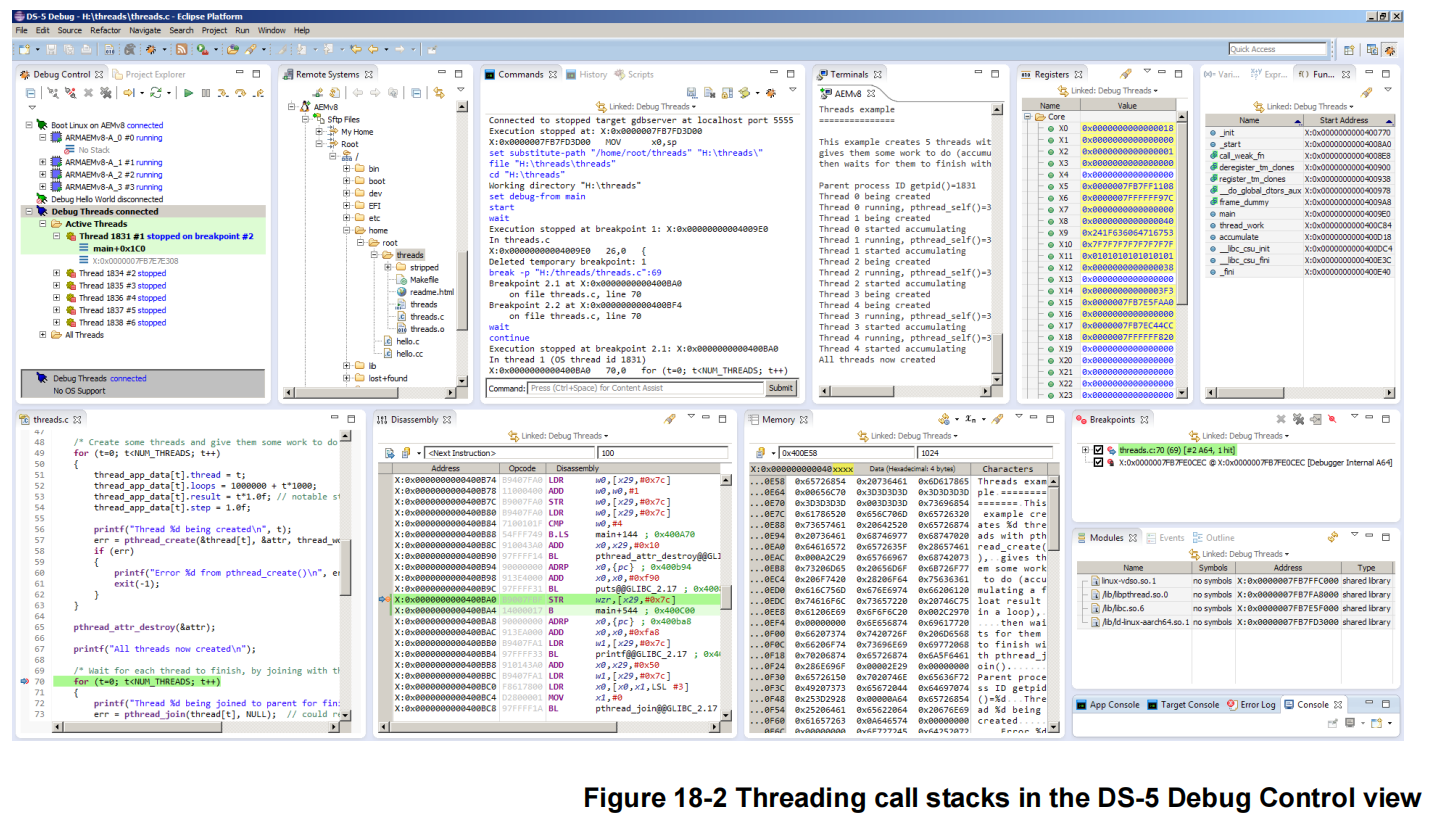 DS-5 Debug - H:\threads\threads.c - Eclipse Platform
File Edit Source Refactor Navigate Search Project Run Window Help
Quick Access
Debug Control
Project Explorer
Boot Linux on AEMv8 connected
ARMAEMv8-A_0 #0 running
No Stack
ARMAEMv8-A_1 #1 running
ARMAEMv8-A_2 #2 running
ARMAEMv8-A_3 #3 running
Debug Hello World disconnected
Debug Threads connected
Active Threads
Thread 1831 #1 stopped on breakpoint #2
main+0x1C0
X:0x0000007FB7E7E308
Thread 1834 #2 stopped
Thread 1835 #3 stopped
Thread 1836 #4 stopped
Thread 1837 #5 stopped
Thread 1838 #6 stopped
All Threads
Debug Threads connected
No OS Support
Remote Systems
AEMv8
Sftp Files
My Home
Root
/
bin
boot
dev
EFI
etc
home
root
threads
stripped
Makefile
readme.html
threads
threads.c
threads.o
hello.c
hello.cc
lib
lost+found
Commands
History
Scripts
Linked: Debug Threads
Connected to stopped target gdbserver at localhost port 5555
Execution stopped at: X:0x0000007FB7FD3D00
X:0x0000007FB7FD3D00 MOV x0,sp
set substitute-path "/home/root/threads" "H:\threads\"
file "H:\threads\threads"
cd "H:\threads"
Working directory "H:\threads"
set debug-from main
start
wait
Execution stopped at breakpoint 1: X:0x00000000004009E0
In threads.c
X:0x00000000004009E0 26,0 {
Deleted temporary breakpoint: 1
break -p "H:/threads/threads.c":69
Breakpoint 2.1 at X:0x0000000000400BA0
on file threads.c, line 70
Breakpoint 2.2 at X:0x0000000000400BF4
on file threads.c, line 70
wait
continue
Execution stopped at breakpoint 2.1: X:0x0000000000400BA0
In thread 1 (OS thread id 1831)
X:0x0000000000400BA0 70,0 for (t=0; t<NUM_THREADS; t++)
Command: Press (Ctrl+Space) for Content Assist
Submit
Terminals
AEMv8
Threads example
===============
This example creates 5 threads wit
gives them some work to do (accumu
then waits for them to finish with
Parent process ID getpid()=1831
Thread 0 being created
Thread 0 running, pthread_self()=3
Thread 1 being created
Thread 0 started accumulating
Thread 1 running, pthread_self()=3
Thread 1 started accumulating
Thread 2 being created
Thread 2 running, pthread_self()=3
Thread 2 started accumulating
Thread 3 being created
Thread 4 being created
Thread 3 running, pthread_self()=3
Thread 3 started accumulating
Thread 4 running, pthread_self()=3
Thread 4 started accumulating
All threads now created
Registers
Linked: Debug Threads
Name Value
Core
X0 0x0000000000000018
X1 0x0000000000000000
X2 0x0000000000000001
X3 0x0000000000000000
X4 0x0000000000000000
X5 0x0000007FB7FF1108
X6 0x0000007FFFFFF97C
X7 0x0000000000000000
X8 0x0000000000000040
X9 0x241F636064716753
X10 0x7F7F7F7F7F7F7F7F
X11 0x0101010101010101
X12 0x0000000000000038
X13 0x0000000000000000
X14 0x00000000000003F3
X15 0x0000007FB7E5FAA0
X16 0x0000000000000000
X17 0x0000007FB7EC44CC
X18 0x0000007FFFFFF820
X19 0x0000000000000000
X20 0x0000000000000000
X21 0x0000000000000000
X22 0x0000000000000000
X23 0x0000000000000000
Vari...
Expr...
Fun...
Linked: Debug Threads
Name Start Address
_init X:0x0000000000400770
_start X:0x00000000004008A0
call_weak_fn X:0x00000000004008E8
deregister_tm_clones X:0x0000000000400900
register_tm_clones X:0x0000000000400938
__do_global_dtors_aux X:0x0000000000400978
frame_dummy X:0x00000000004009A8
main X:0x00000000004009E0
thread_work X:0x0000000000400C84
accumulate X:0x0000000000400D18
__libc_csu_init X:0x0000000000400DC4
__libc_csu_fini X:0x0000000000400E3C
_fini X:0x0000000000400E40
threads.c
47
48 /* Create some threads and give them some work to do
49 for (t=0; t<NUM_THREADS; t++)
50 {
51 thread_app_data[t].thread = t;
52 thread_app_data[t].loops = 1000000 + t*1000;
53 thread_app_data[t].result = t*1.0f; // notable st
54 thread_app_data[t].step = 1.0f;
55
56 printf("Thread %d being created\n", t);
57 err = pthread_create(&thread[t], &attr, thread_wo
58 if (err)
59 {
60 printf("Error %d from pthread_create()\n", er
61 exit(-1);
62 }
63 }
64
65 pthread_attr_destroy(&attr);
66
67 printf("All threads now created\n");
68
69 /* Wait for each thread to finish, by joining with th
70 for (t=0; t<NUM_THREADS; t++)
71 {
72 printf("Thread %d being joined to parent for fini
73 err = pthread_join(thread[t], NULL); // could re
Disassembly
Linked: Debug Threads
<Next Instruction> 100
Address Opcode Disassembly
X:0x0000000000400B74 B9407FA0 LDR w0,[x29,#0x7c]
X:0x0000000000400B78 11000400 ADD w0,w0,#1
X:0x0000000000400B7C B9007FA0 STR w0,[x29,#0x7c]
X:0x0000000000400B80 B9407FA0 LDR w0,[x29,#0x7c]
X:0x0000000000400B84 7100101F CMP w0,#4
X:0x0000000000400B88 54FFF749 B.LS main+144 ; 0x400A70
X:0x0000000000400B8C 910043A0 ADD x0,x29,#0x10
X:0x0000000000400B90 97FFFF14 BL pthread_attr_destroy@@GLI
X:0x0000000000400B94 90000000 ADRP x0,{pc} ; 0x400b94
X:0x0000000000400B98 913E4000 ADD x0,x0,#0xf90
X:0x0000000000400B9C 97FFFF31 BL puts@@GLIBC_2.17 ; 0x400
X:0x0000000000400BA0 B9007FBF STR wzr,[x29,#0x7c]
X:0x0000000000400BA4 14000017 B main+544 ; 0x400C00
X:0x0000000000400BA8 90000000 ADRP x0,{pc} ; 0x400ba8
X:0x0000000000400BAC 913EA000 ADD x0,x0,#0xfa8
X:0x0000000000400BB0 B9407FA1 LDR w1,[x29,#0x7c]
X:0x0000000000400BB4 97FFFF33 BL printf@@GLIBC_2.17 ; 0x4
X:0x0000000000400BB8 910143A0 ADD x0,x29,#0x50
X:0x0000000000400BBC B9407FA1 LDR w1,[x29,#0x7c]
X:0x0000000000400BC0 F8617800 LDR x0,[x0,x1,LSL #3]
X:0x0000000000400BC4 D2800001 MOV x1,#0
X:0x0000000000400BC8 97FFFF1A BL pthread_join@@GLIBC_2.17
Memory
Linked: Debug Threads
0x400E58 1024
X:0x000000000040xxxx Data (Hexadecimal: 4 bytes) Characters
...0E58 0x65726854 0x20736461 0x6D617865 Threads exam
...0E64 0x00656C70 0x3D3D3D3D 0x3D3D3D3D ple.========
...0E70 0x3D3D3D3D 0x003D3D3D 0x73696854 =======.This
...0E7C 0x61786520 0x656C706D 0x65726320 example cre
...0E88 0x73657461 0x20642520 0x65726874 ates %d thre
...0E94 0x20736461 0x68746977 0x68747020 ads with pth
...0EA0 0x64616572 0x6572635F 0x28657461 read_create(
...0EAC 0x000A2C29 0x65766967 0x68742073 ),..gives th
...0EB8 0x73206D65 0x20656D6F 0x6B726F77 em some work
...0EC4 0x206F7420 0x28206F64 0x75636361 to do (accu
...0ED0 0x616C756D 0x676E6974 0x66206120 mulating a f
...0EDC 0x74616F6C 0x73657220 0x20746C75 loat result
...0EE8 0x61206E69 0x6F6F6C20 0x002C2970 in a loop),.
...0EF4 0x00000000 0x6E656874 0x69617720 ....then wai
...0F00 0x66207374 0x7420726F 0x206D6568 ts for them
...0F0C 0x66206F74 0x73696E69 0x69772068 to finish wi
...0F18 0x70206874 0x65726874 0x6A5F6461 th pthread_j
...0F24 0x286E696F 0x00002E29 0x00000000 oin().......
...0F30 0x65726150 0x7020746E 0x65636F72 Parent proce
...0F3C 0x49207373 0x65672044 0x64697074 ss ID getpid
...0F48 0x253D2928 0x00000A64 0x65726854 ()=%d...Thre
...0F54 0x25206461 0x65622064 0x20676E69 ad %d being
...0F60 0x61657263 0x0A646574 0x00000000 created.....
...0F6C 0x00000000 0x6F727245 0x64252072 ....Error %d
Breakpoints
threads.c:70 (69) [#2 A64, 1 hit]
X:0x0000007FB7FE0CEC @ X:0x0000007FB7FE0CEC [Debugger Internal A64]
Modules
Events
Outline
Linked: Debug Threads
Name Symbols Address Type
linux-vdso.so.1 no symbols X:0x0000007FB7FFC000 shared library
/lib/libpthread.so.0 no symbols X:0x0000007FB7FA8000 shared library
/lib/libc.so.6 no symbols X:0x0000007FB7E5F000 shared library
/lib/ld-linux-aarch64.so.1 no symbols X:0x0000007FB7FD3000 shared library
App Console
Target Console
Error Log
Console
Figure 18-2 Threading call stacks in the DS-5 Debug Control view